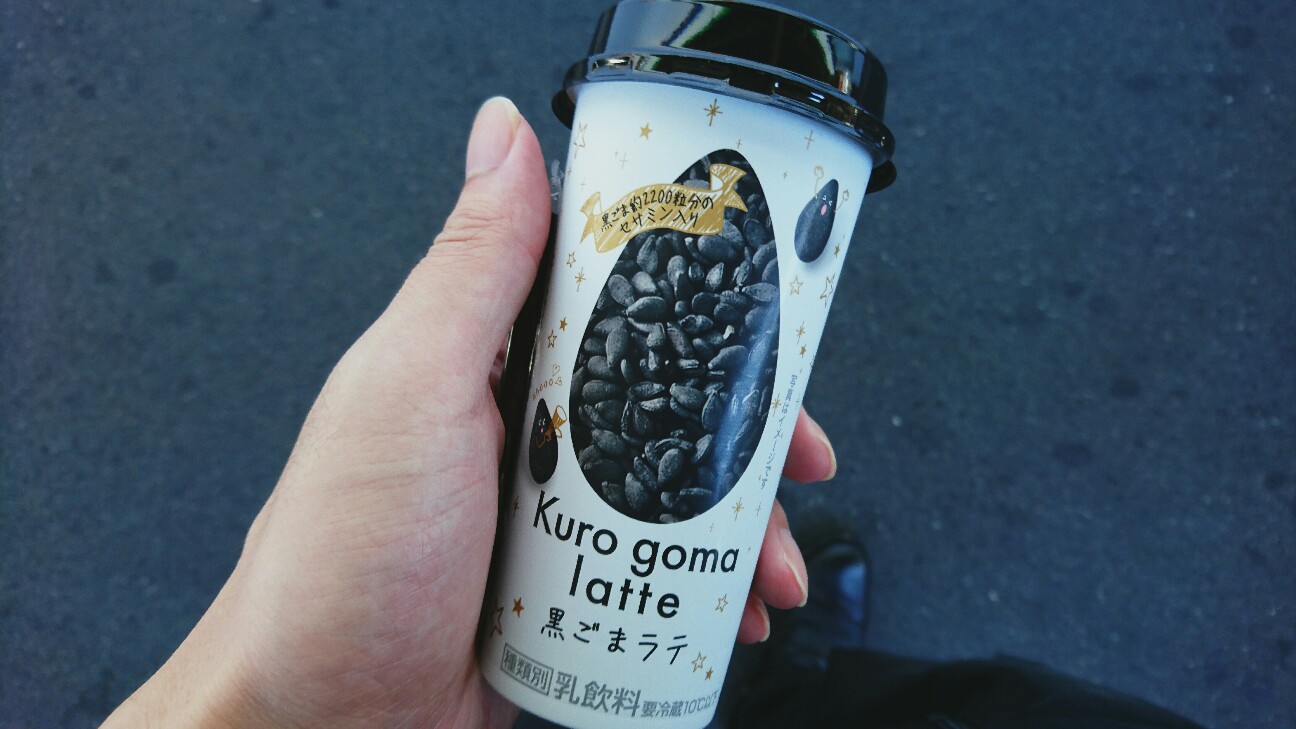 黒ごま約2200粒分の
セサミン入り
写真はイメージです
Kuro goma
latte
黒ごまラテ
種類別 乳飲料 要冷蔵10℃以下